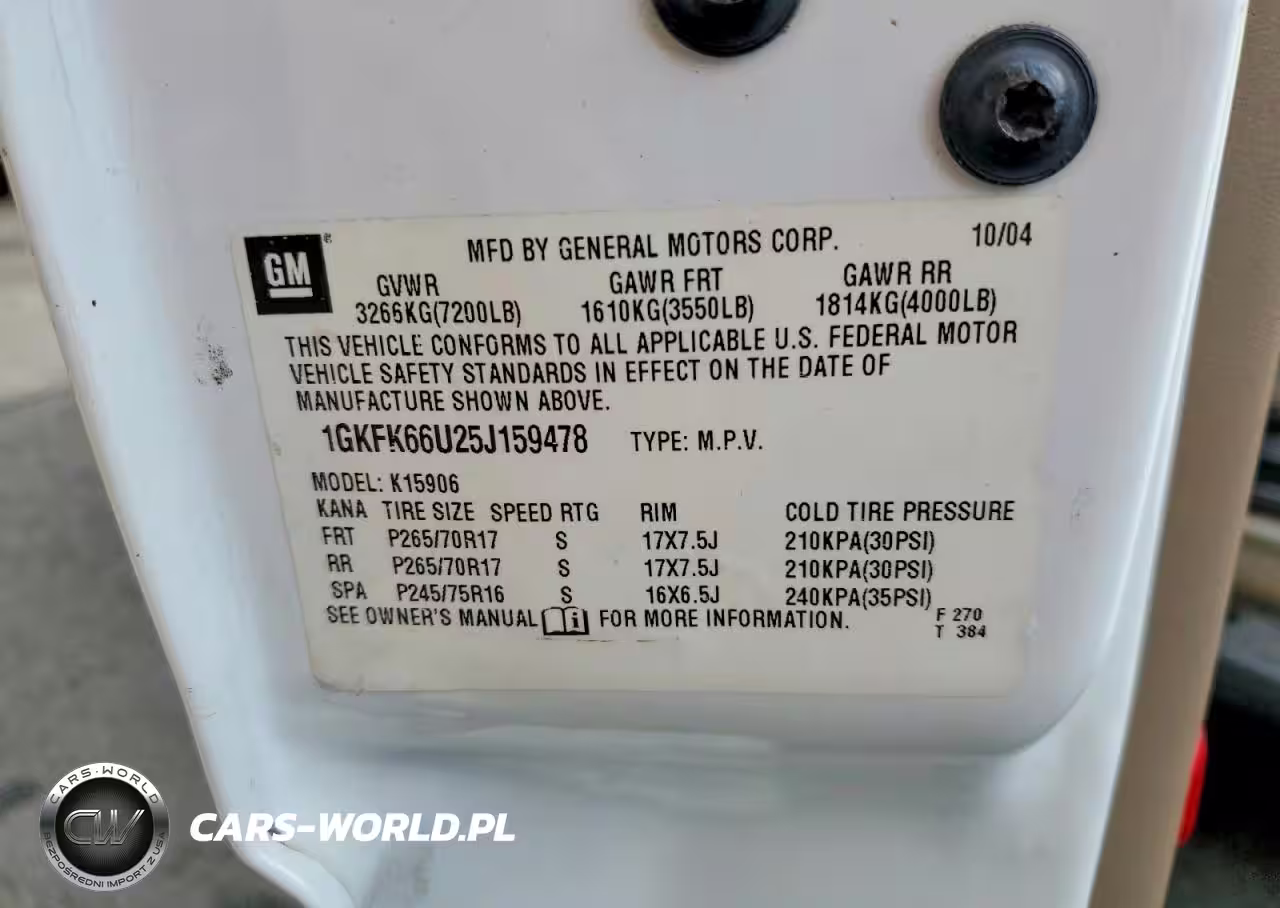 GM
MFD BY GENERAL MOTORS CORP. 10/04
GVWR GAWR FRT GAWR RR
3266KG(7200LB) 1610KG(3550LB) 1814KG(4000LB)
THIS VEHICLE CONFORMS TO ALL APPLICABLE U.S. FEDERAL MOTOR
VEHICLE SAFETY STANDARDS IN EFFECT ON THE DATE OF
MANUFACTURE SHOWN ABOVE.
1GKFK66U25J159478 TYPE: M.P.V.
MODEL: K15906
KANA TIRE SIZE SPEED RTG RIM COLD TIRE PRESSURE
FRT P265/70R17 S 17X7.5J 210KPA(30PSI)
RR P265/70R17 S 17X7.5J 210KPA(30PSI)
SPA P245/75R16 S 16X6.5J 240KPA(35PSI)
SEE OWNER'S MANUAL FOR MORE INFORMATION.
F 270
T 384
CARS-WORLD
CW
BEZPOŚREDNI IMPORT Z USA
CARS-WORLD.PL